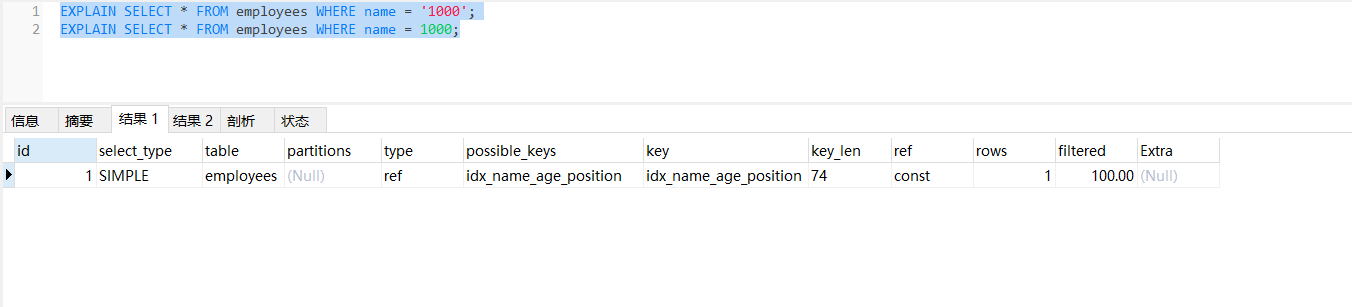 1 EXPLAIN SELECT * FROM employees WHERE name = '1000';
2 EXPLAIN SELECT * FROM employees WHERE name = 1000;
信息 摘要 结果 1 结果 2 剖析 状态
id select_type table partitions type possible_keys key key_len ref rows filtered Extra
1 SIMPLE employees (Null) ref idx_name_age_position idx_name_age_position 74 const 1 100.00 (Null)